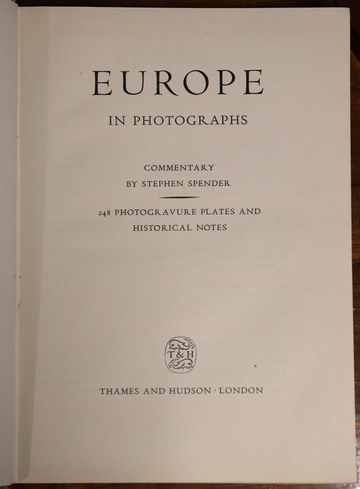 EUROPE
IN PHOTOGRAPHS
COMMENTARY
BY STEPHEN SPENDER
248 PHOTOGRAVURE PLATES AND
HISTORICAL NOTES
T&H
THAMES AND HUDSON · LONDON